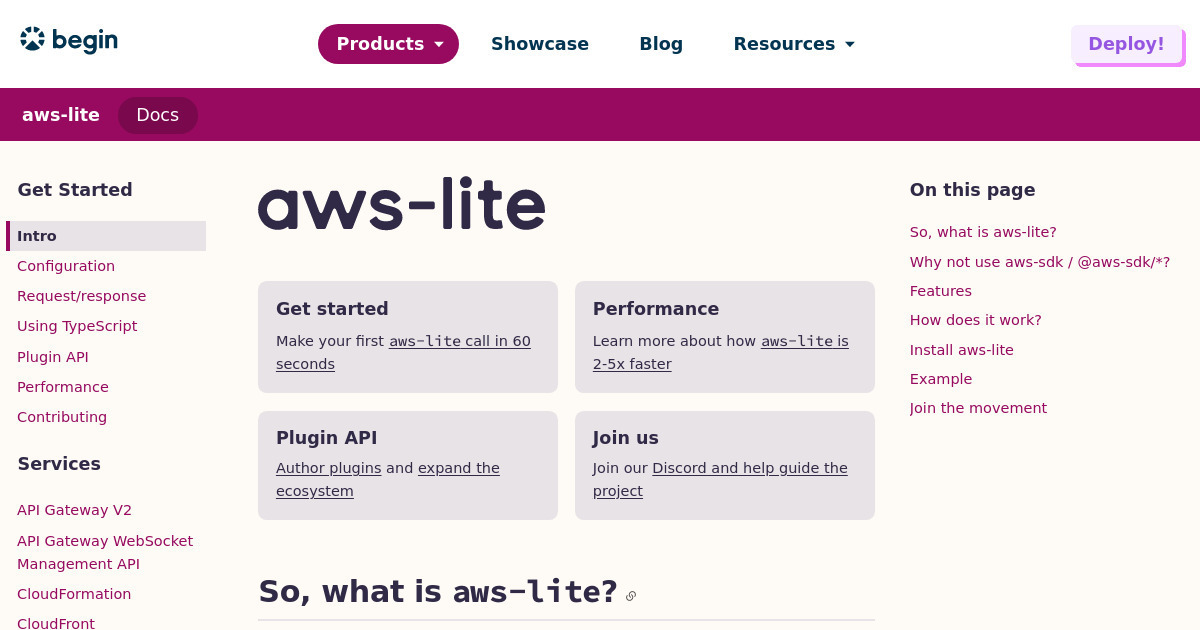 begin
Products
Showcase
Blog
Resources
Deploy!
aws-lite
Docs
Get Started
Intro
Configuration
Request/response
Using TypeScript
Plugin API
Performance
Contributing
Services
API Gateway V2
API Gateway WebSocket
Management API
CloudFormation
CloudFront
aws-lite
Get started
Make your first aws-lite call in 60
seconds
Performance
Learn more about how aws-lite is
2-5x faster
Plugin API
Author plugins and expand the
ecosystem
Join us
Join our Discord and help guide the
project
So, what is aws-lite?
On this page
So, what is aws-lite?
Why not use aws-sdk / @aws-sdk/*?
Features
How does it work?
Install aws-lite
Example
Join the movement